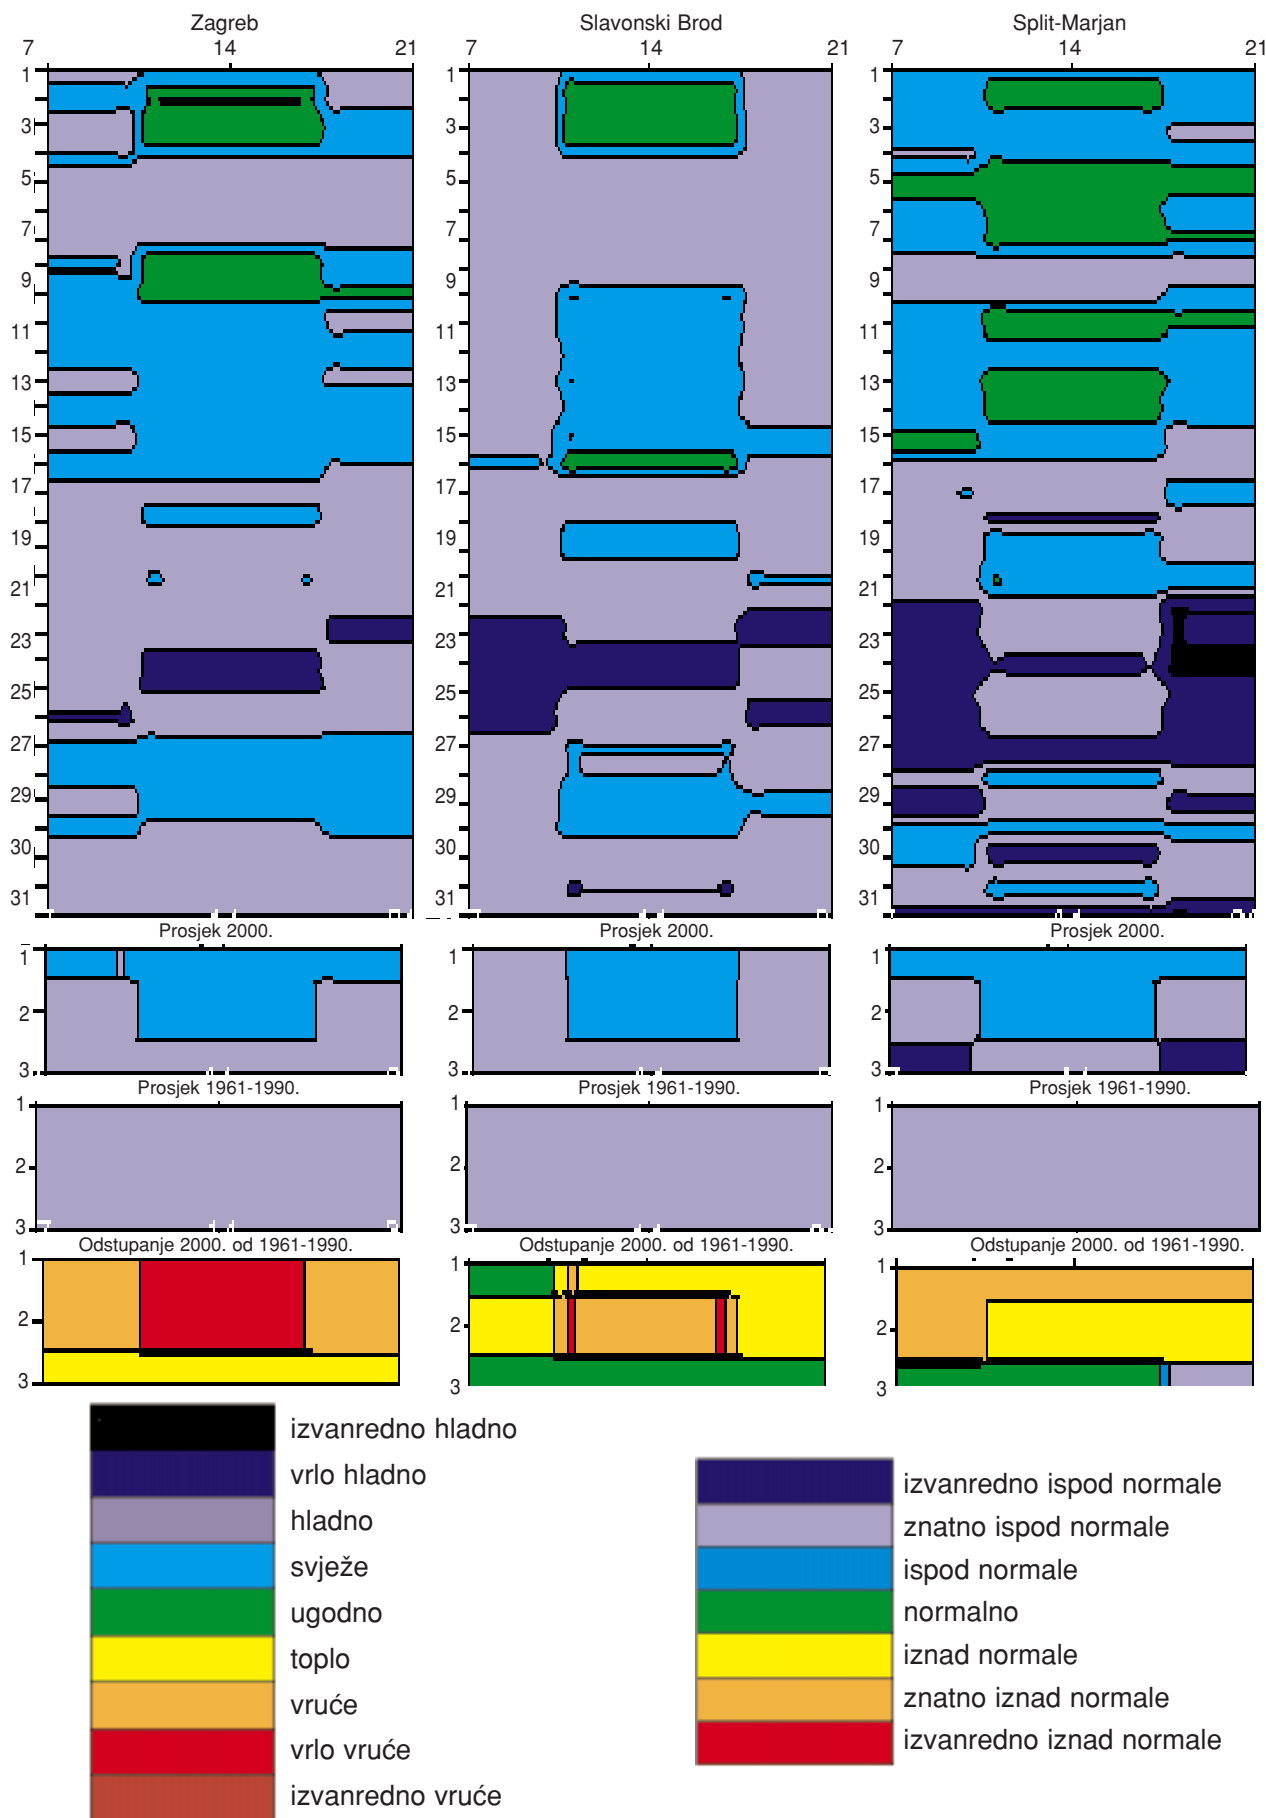 Zagreb Slavonski Brod Split-Marjan
7 14 21 7 14 21 7 14 21
1 1 1
3 3 3
5 5 5
7 7 7
9 9 9
11 11 11
13 13 13
15 15 15
17 17 17
19 19 19
21 21 21
23 23 23
25 25 25
27 27 27
29 29 29
30 30 30
31 31 31
Prosjek 2000. Prosjek 2000. Prosjek 2000.
1 1 1
2 2 2
3 3 3
Prosjek 1961-1990. Prosjek 1961-1990. Prosjek 1961-1990.
1 1 1
2 2 2
3 3 3
Odstupanje 2000. od 1961-1990. Odstupanje 2000. od 1961-1990. Odstupanje 2000. od 1961-1990.
1 1 1
2 2 2
3 3 3
izvanredno hladno
vrlo hladno
hladno
svježe
ugodno
toplo
vruće
vrlo vruće
izvanredno vruće
izvanredno ispod normale
znatno ispod normale
ispod normale
normalno
iznad normale
znatno iznad normale
izvanredno iznad normale